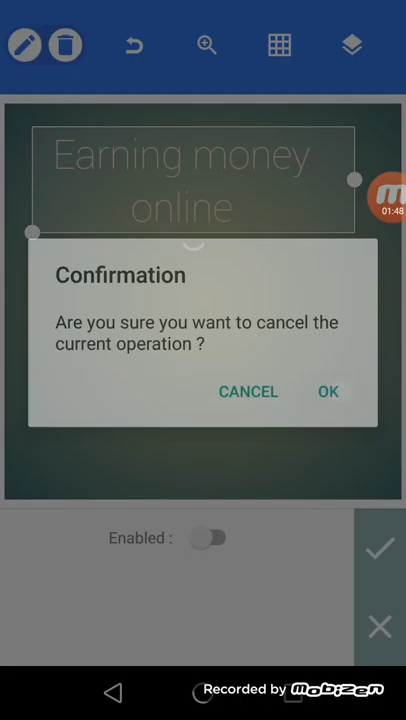 Earning money
online
01:48
Confirmation
Are you sure you want to cancel the
current operation ?
CANCEL
OK
Enabled :
Recorded by MOBIZEN